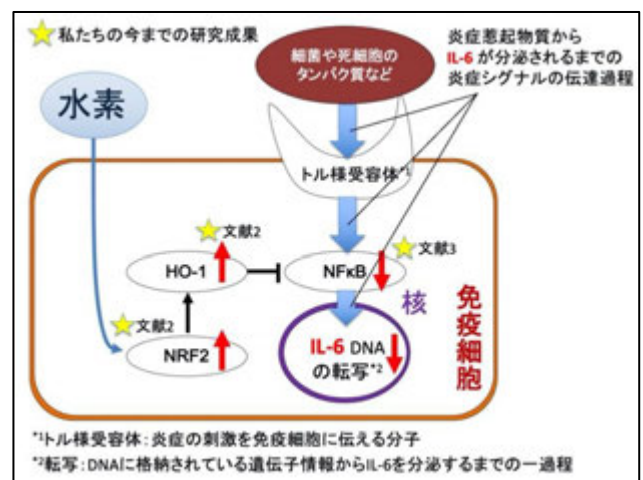 私たちの今までの研究成果
細菌や死細胞の
タンパク質など
炎症惹起物質から
IL-6 が分泌されるまでの
炎症シグナルの伝達過程
水素
トル様受容体*1
文献2
HO-1
文献3
NFκB
文献2
NRF2
核
IL-6 DNA
の転写*2
免疫細胞
*1トル様受容体：炎症の刺激を免疫細胞に伝える分子
*2転写：DNAに格納されている遺伝子情報からIL-6を分泌するまでの一過程